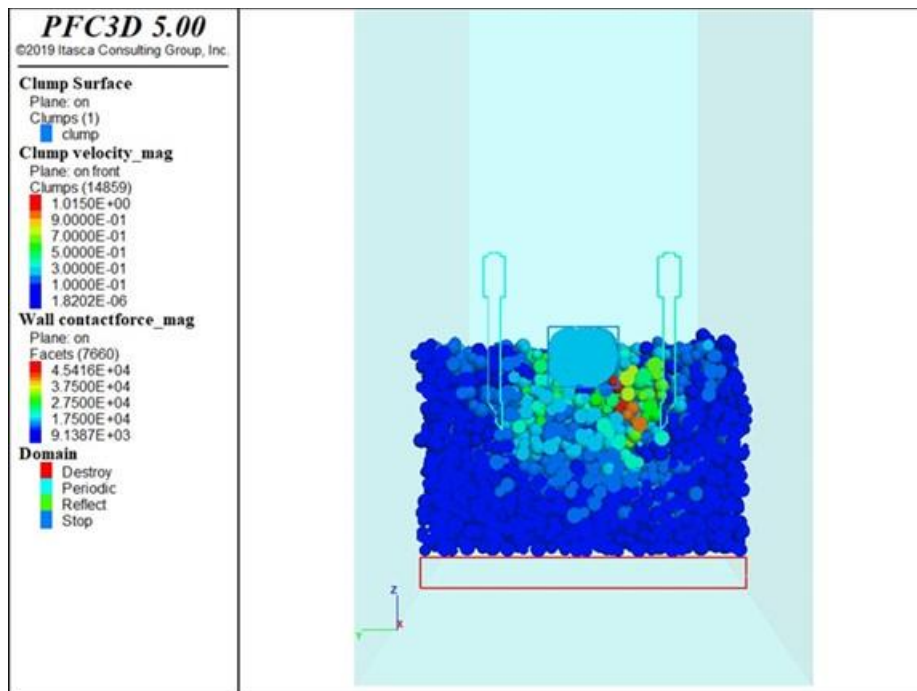 PFC3D 5.00
©2019 Itasca Consulting Group, Inc.
Clump Surface
Plane: on
Clumps (1)
clump
Clump velocity_mag
Plane: on front
Clumps (14859)
1.0150E+00
9.0000E-01
7.0000E-01
5.0000E-01
3.0000E-01
1.0000E-01
1.8202E-06
Wall contactforce_mag
Plane: on
Facets (7660)
4.5416E+04
3.7500E+04
2.7500E+04
1.7500E+04
9.1387E+03
Domain
Destroy
Periodic
Reflect
Stop
Z
X
Y